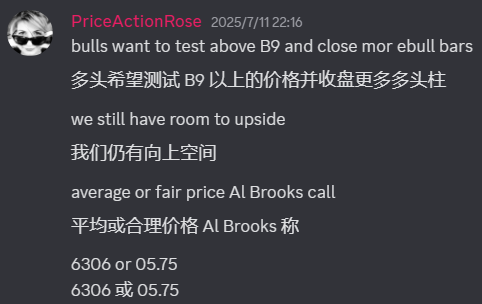 PriceActionRose 2025/7/11 22:16
bulls want to test above B9 and close mor ebull bars
多头希望测试 B9 以上的价格并收盘更多多头柱
we still have room to upside
我们仍有向上空间
average or fair price Al Brooks call
平均或合理价格 Al Brooks 称
6306 or 05.75
6306 或 05.75